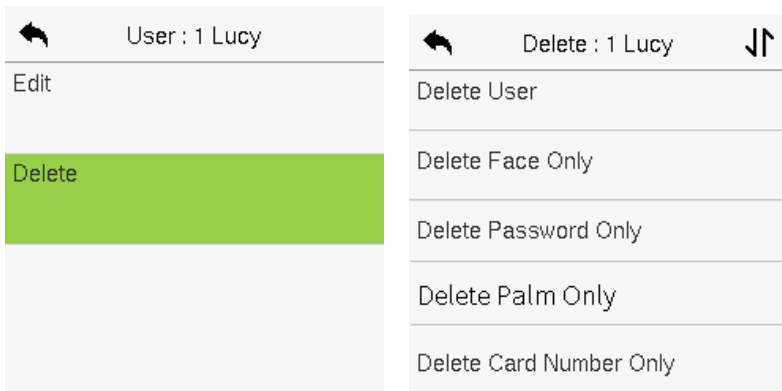 User : 1 Lucy
Edit
Delete
Delete : 1 Lucy
Delete User
Delete Face Only
Delete Password Only
Delete Palm Only
Delete Card Number Only